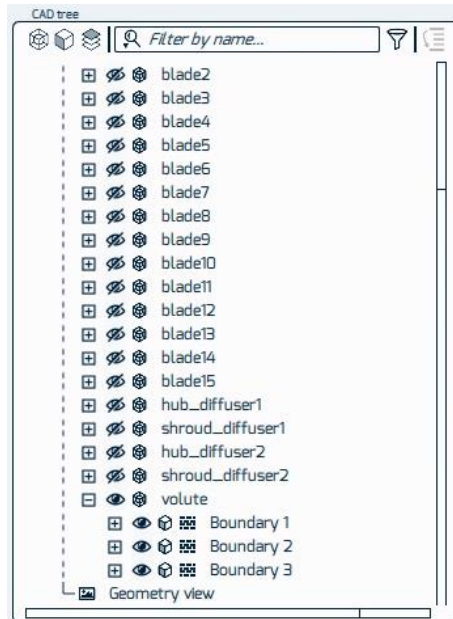 CAD tree
Filter by name...
blade2
blade3
blade4
blade5
blade6
blade7
blade8
blade9
blade10
blade11
blade12
blade13
blade14
blade15
hub_diffuser1
shroud_diffuser1
hub_diffuser2
shroud_diffuser2
volute
Boundary 1
Boundary 2
Boundary 3
Geometry view